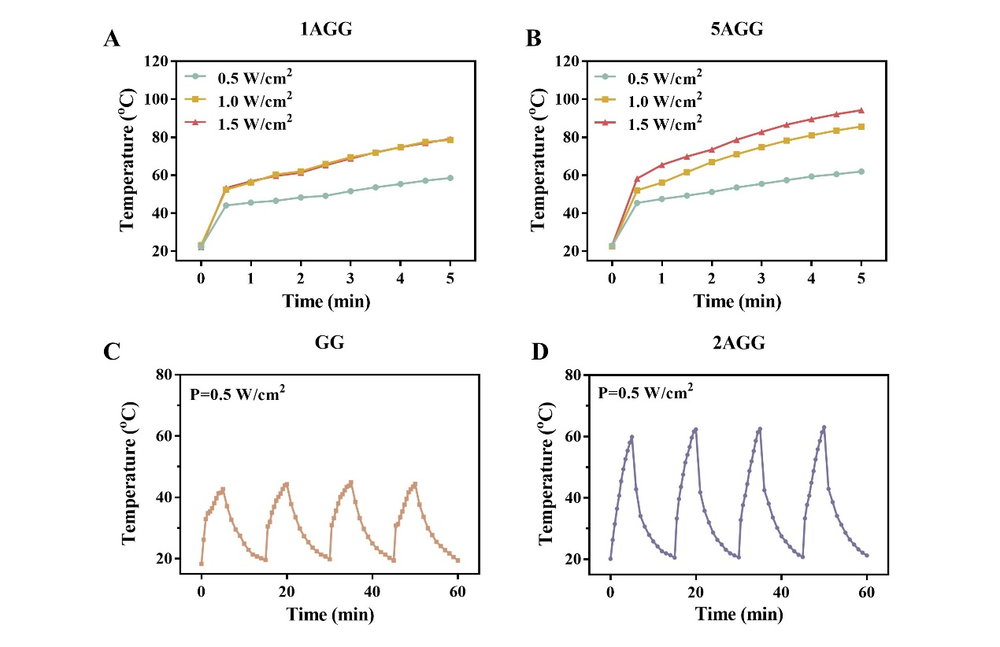 A
1AGG
0.5 W/cm²
1.0 W/cm²
1.5 W/cm²
Temperature (°C)
120
100
80
60
40
20
0 1 2 3 4 5
Time (min)
B
5AGG
0.5 W/cm²
1.0 W/cm²
1.5 W/cm²
Temperature (°C)
120
100
80
60
40
20
0 1 2 3 4 5
Time (min)
C
GG
P=0.5 W/cm²
Temperature (°C)
80
60
40
20
0 20 40 60
Time (min)
D
2AGG
P=0.5 W/cm²
Temperature (°C)
80
60
40
20
0 20 40 60
Time (min)